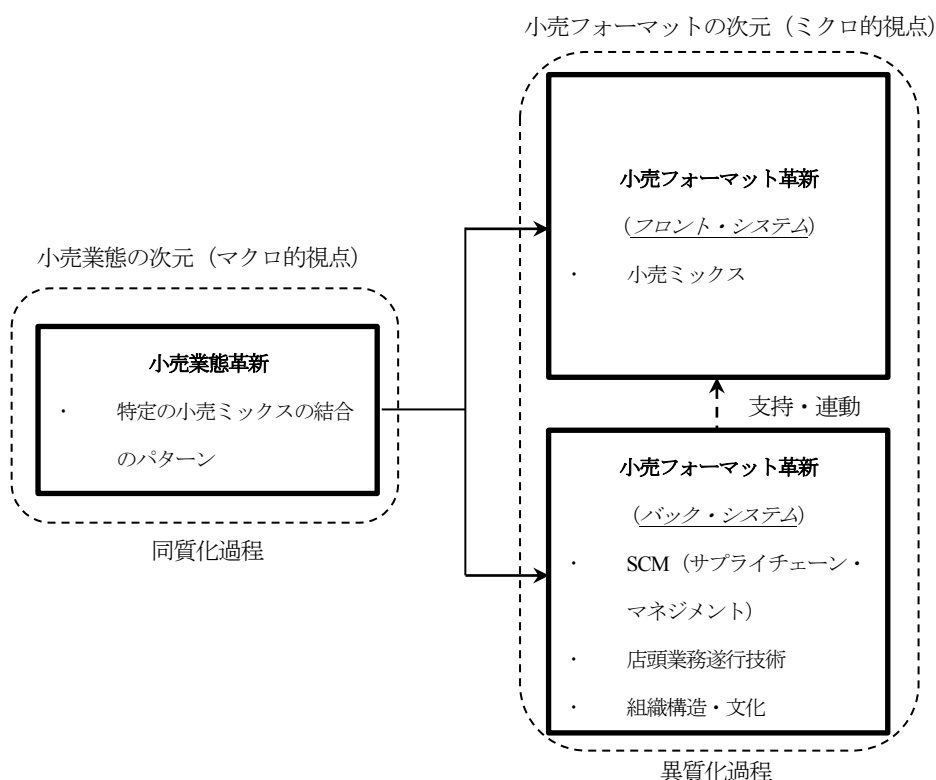 小売フォーマットの次元（ミクロ的視点）
小売フォーマット革新
（フロント・システム）
・ 小売ミックス
小売業態の次元（マクロ的視点）
小売業態革新
・ 特定の小売ミックスの結合
のパターン
同質化過程
支持・連動
小売フォーマット革新
（バック・システム）
・ SCM（サプライチェーン・
マネジメント）
・ 店頭業務遂行技術
・ 組織構造・文化
異質化過程